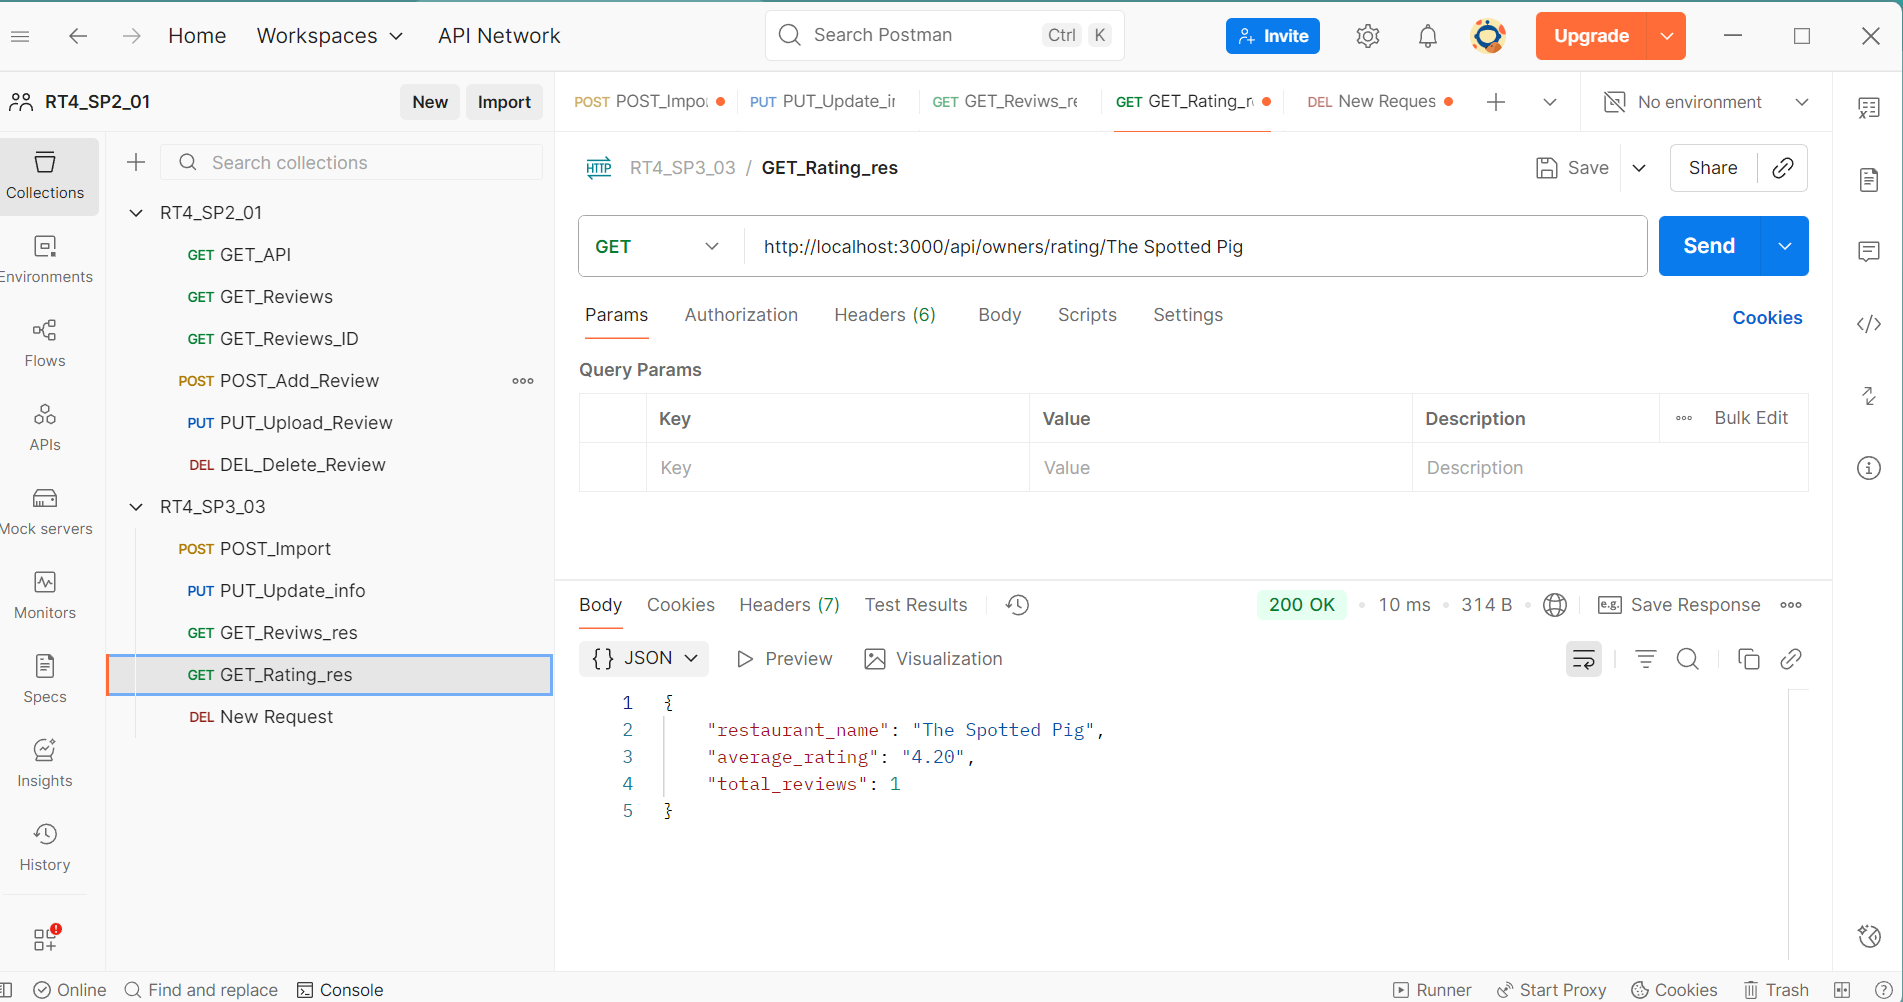 Home Workspaces API Network Search Postman Ctrl K Invite Upgrade
RT4_SP2_01 New Import
POST POST_Impo PUT PUT_Update_i GET GET_Reviws_re GET GET_Rating_r DEL New Reques No environment
Collections
Environments
Flows
APIs
Mock servers
Monitors
Specs
Insights
History
Search collections
RT4_SP2_01
GET GET_API
GET GET_Reviews
GET GET_Reviews_ID
POST POST_Add_Review
PUT PUT_Upload_Review
DEL DEL_Delete_Review
RT4_SP3_03
POST POST_Import
PUT PUT_Update_info
GET GET_Reviws_res
GET GET_Rating_res
DEL New Request
HTTP RT4_SP3_03 / GET_Rating_res Save Share
GET http://localhost:3000/api/owners/rating/The Spotted Pig Send
Params Authorization Headers (6) Body Scripts Settings Cookies
Query Params
Key Value Description Bulk Edit
Key Value Description
Body Cookies Headers (7) Test Results 200 OK 10 ms 314 B e.g. Save Response
{} JSON Preview Visualization
1 {
2 "restaurant_name": "The Spotted Pig",
3 "average_rating": "4.20",
4 "total_reviews": 1
5 }
Online Find and replace Console Runner Start Proxy Cookies Trash